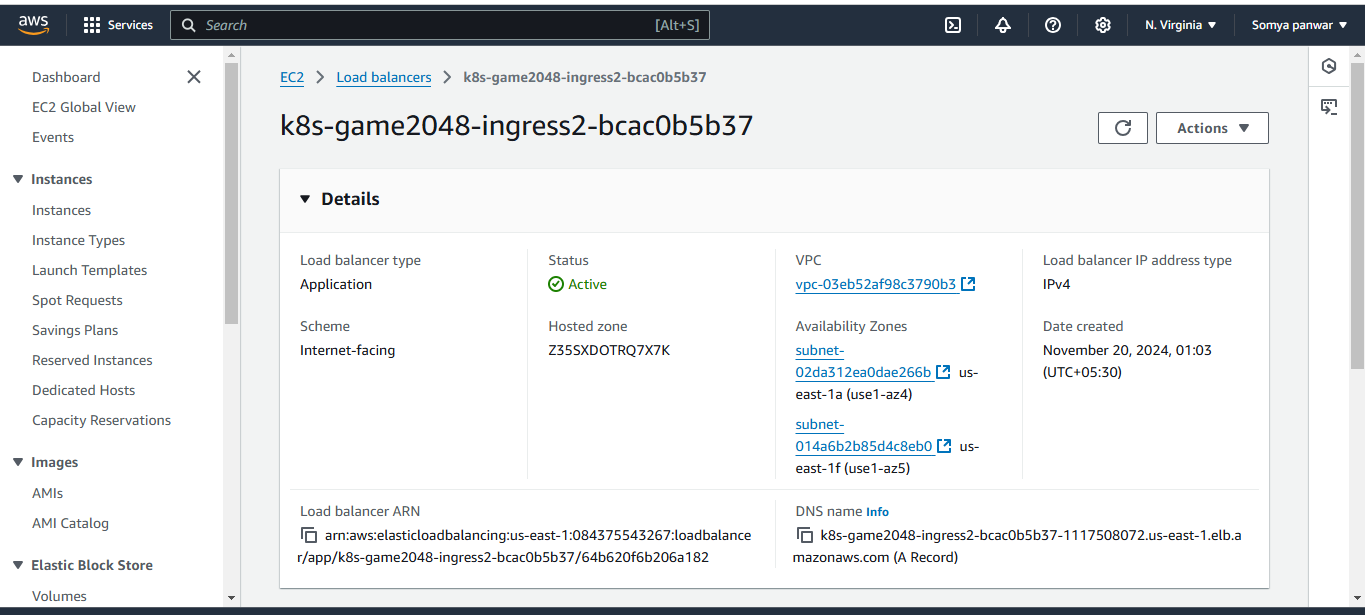 aws Services Search [Alt+S] N. Virginia Somya panwar
Dashboard
EC2 Global View
Events
Instances
Instances
Instance Types
Launch Templates
Spot Requests
Savings Plans
Reserved Instances
Dedicated Hosts
Capacity Reservations
Images
AMIs
AMI Catalog
Elastic Block Store
Volumes
EC2 Load balancers k8s-game2048-ingress2-bcac0b5b37
k8s-game2048-ingress2-bcac0b5b37
Actions
Details
Load balancer type
Application
Status
Active
VPC
vpc-03eb52af98c3790b3
Load balancer IP address type
IPv4
Scheme
Internet-facing
Hosted zone
Z35SXDOTRQ7X7K
Availability Zones
subnet-
02da312ea0dae266b us-
east-1a (use1-az4)
subnet-
014a6b2b85d4c8eb0 us-
east-1f (use1-az5)
Date created
November 20, 2024, 01:03
(UTC+05:30)
Load balancer ARN
arn:aws:elasticloadbalancing:us-east-1:084375543267:loadbalance
r/app/k8s-game2048-ingress2-bcac0b5b37/64b620f6b206a182
DNS name Info
k8s-game2048-ingress2-bcac0b5b37-1117508072.us-east-1.elb.a
mazonaws.com (A Record)